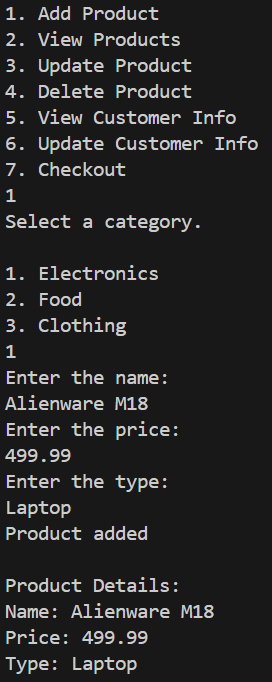 1. Add Product
2. View Products
3. Update Product
4. Delete Product
5. View Customer Info
6. Update Customer Info
7. Checkout
1
Select a category.

1. Electronics
2. Food
3. Clothing
1
Enter the name:
Alienware M18
Enter the price:
499.99
Enter the type:
Laptop
Product added

Product Details:
Name: Alienware M18
Price: 499.99
Type: Laptop